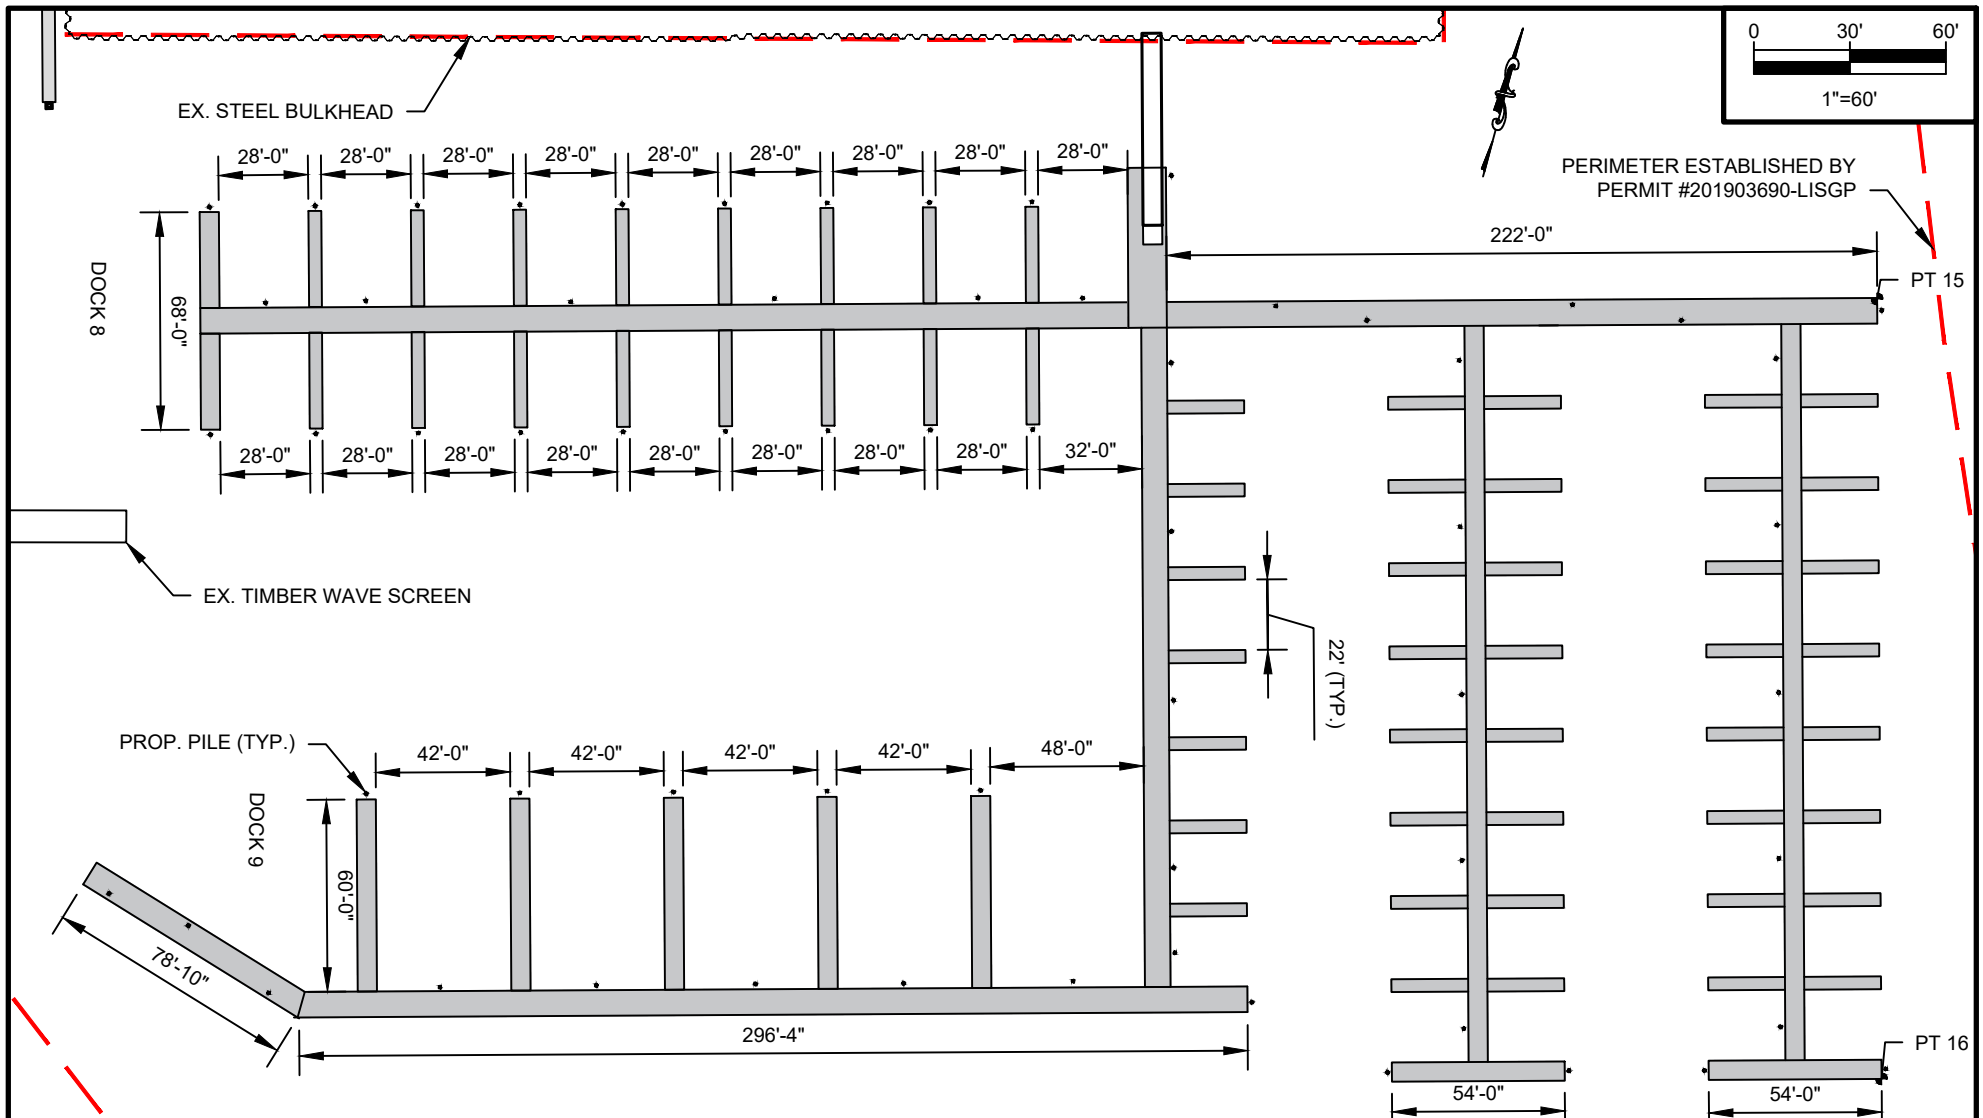 0 30' 60'
1"=60'
EX. STEEL BULKHEAD
28'-0" 28'-0" 28'-0" 28'-0" 28'-0" 28'-0" 28'-0" 28'-0" 28'-0"
PERIMETER ESTABLISHED BY
PERMIT #201903690-LISGP
222'-0"
PT 15
DOCK 8
68'-0"
28'-0" 28'-0" 28'-0" 28'-0" 28'-0" 28'-0" 28'-0" 28'-0" 32'-0"
EX. TIMBER WAVE SCREEN
22' (TYP.)
PROP. PILE (TYP.)
42'-0" 42'-0" 42'-0" 42'-0" 48'-0"
DOCK 9
60'-0"
78'-10"
296'-4"
PT 16
54'-0" 54'-0"